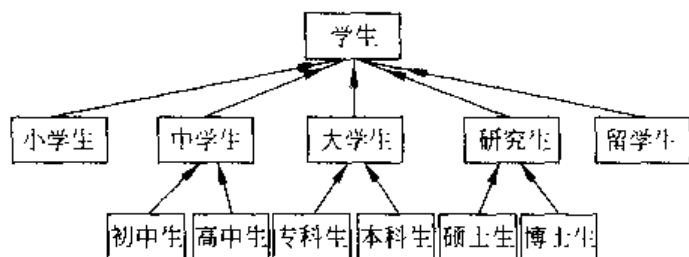 学生
小学生 中学生 大学生 研究生 留学生
初中生 高中生 专科生 本科生 硕士生 博士生